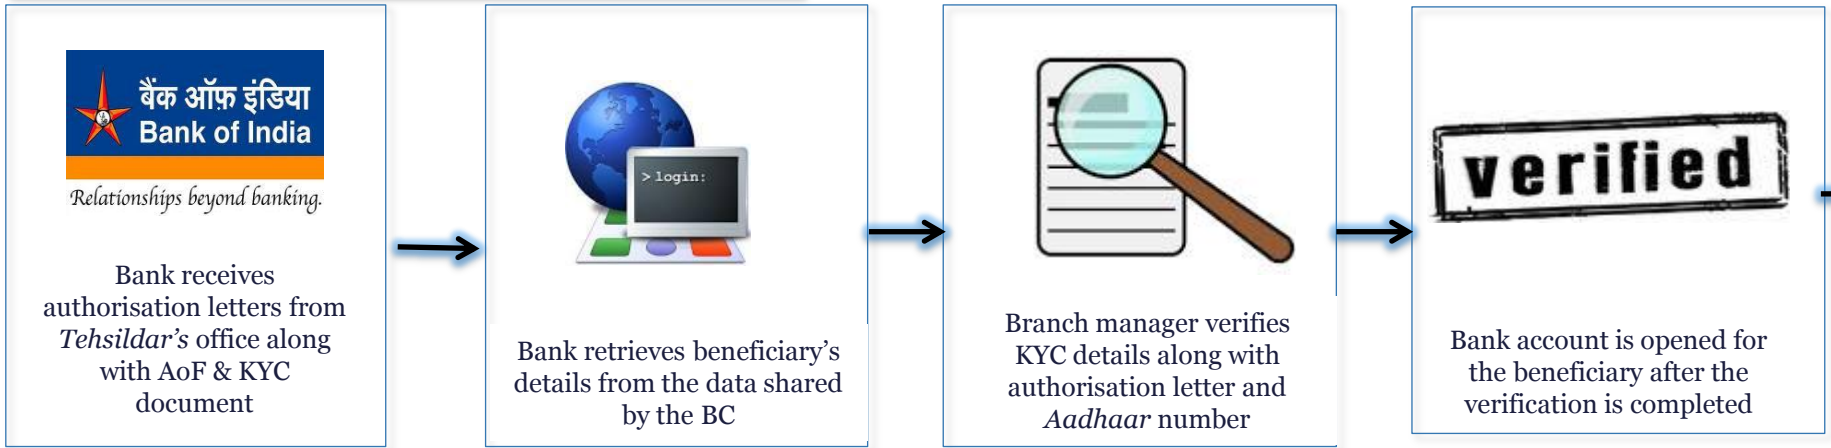 बैंक ऑफ़ इंडिया
Bank of India
Relationships beyond banking.
Bank receives
authorisation letters from
Tehsildar's office along
with AoF & KYC
document
> login:
Bank retrieves beneficiary's
details from the data shared
by the BC
Branch manager verifies
KYC details along with
authorisation letter and
Aadhaar number
verified
Bank account is opened for
the beneficiary after the
verification is completed